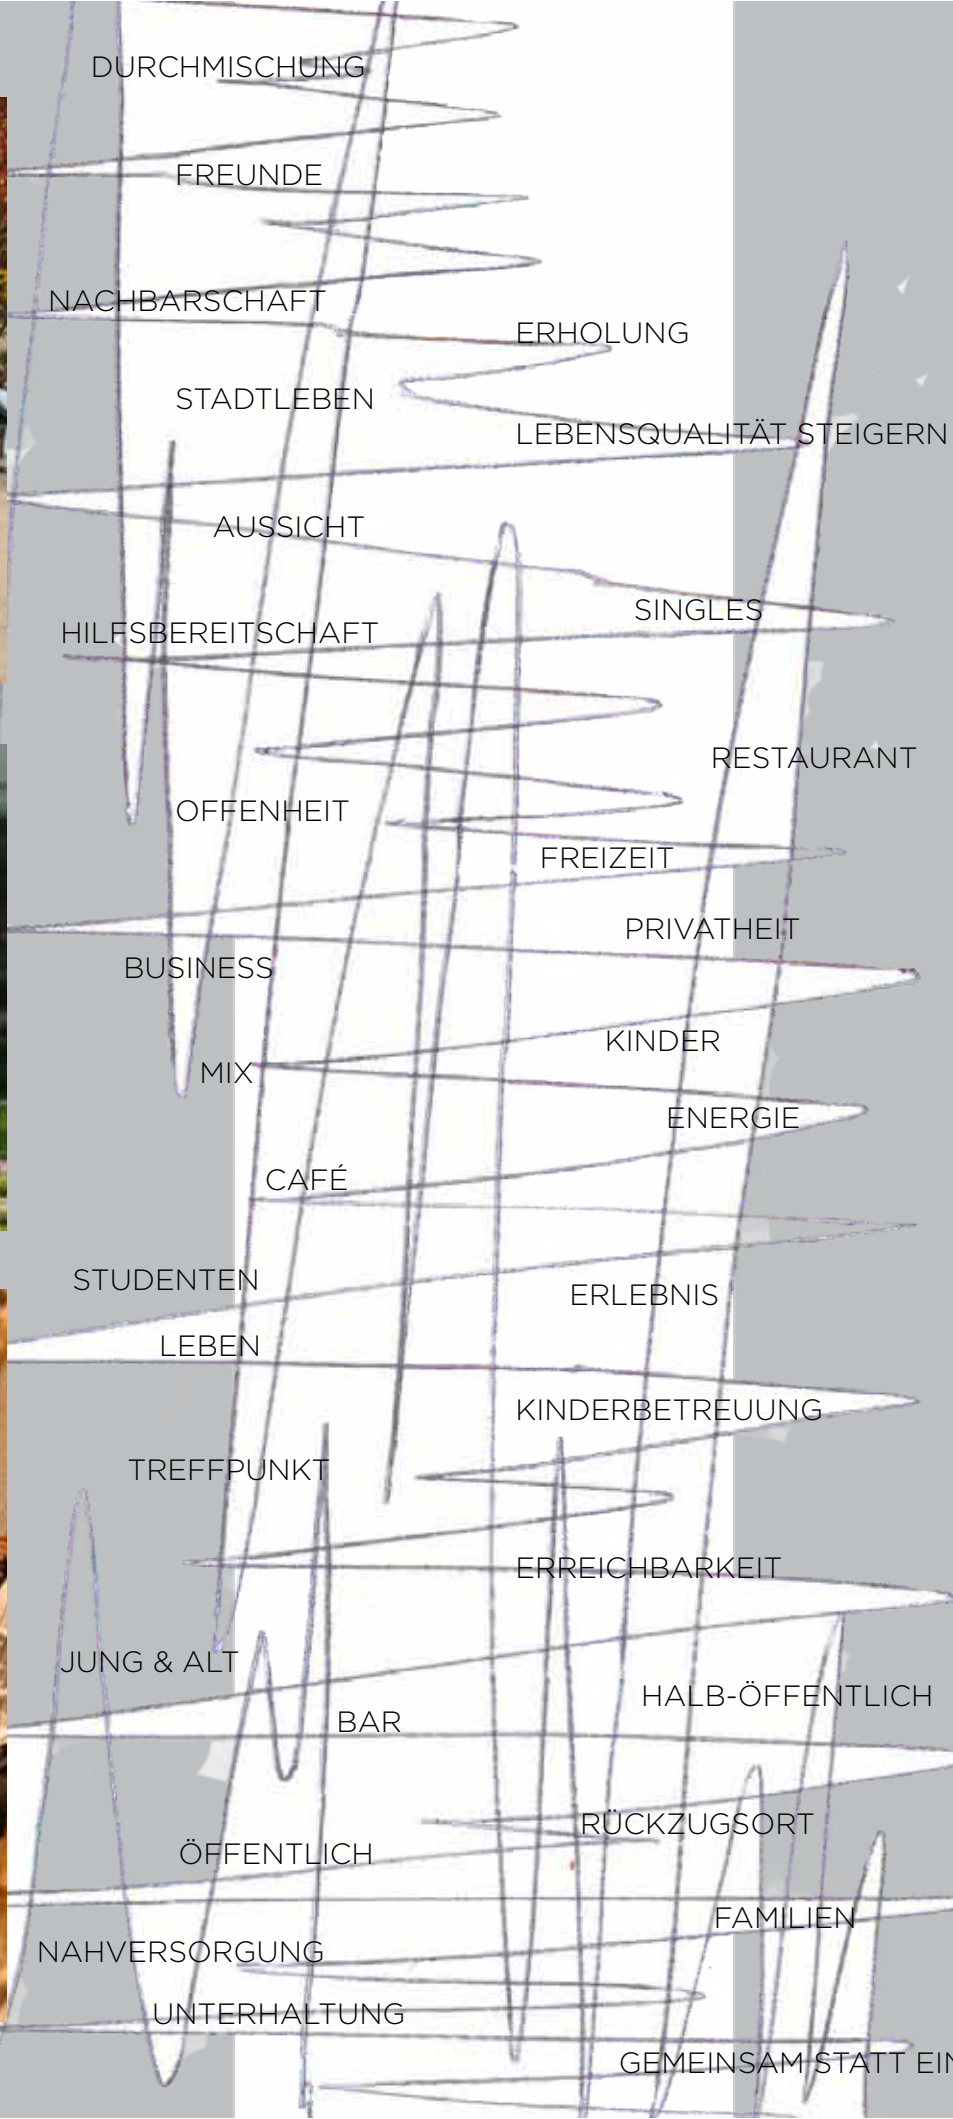 DURCHMISCHUNG
FREUNDE
NACHBARSCHAFT
ERHOLUNG
STADTLEBEN
LEBENSQUALITÄT STEIGERN
AUSSICHT
SINGLES
HILFSBEREITSCHAFT
RESTAURANT
OFFENHEIT
FREIZEIT
PRIVATHEIT
BUSINESS
KINDER
MIX
ENERGIE
CAFÉ
STUDENTEN
ERLEBNIS
LEBEN
KINDERBETREUUNG
TREFFPUNKT
ERREICHBARKEIT
JUNG & ALT
HALB-ÖFFENTLICH
BAR
RÜCKZUGSORT
ÖFFENTLICH
FAMILIEN
NAHVERSORGUNG
UNTERHALTUNG
GEMEINSAM STATT EIN